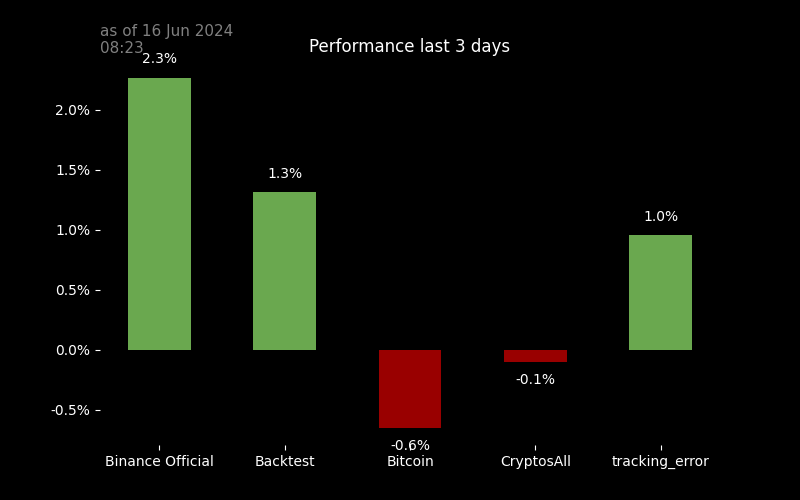 as of 16 Jun 2024
08:23
Performance last 3 days
2.3%
1.3%
-0.6%
-0.1%
1.0%
2.0%
1.5%
1.0%
0.5%
0.0%
-0.5%
Binance Official
Backtest
Bitcoin
CryptosAll
tracking_error